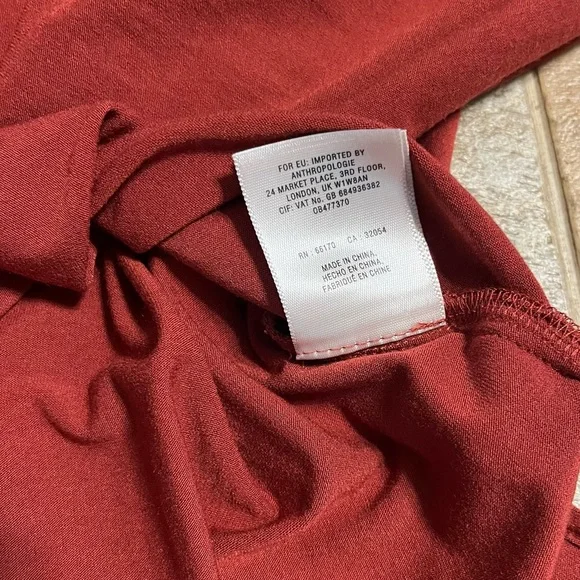 FOR EU: IMPORTED BY
ANTHROPOLOGIE
24 MARKET PLACE, 3RD FLOOR,
LONDON, UK W1W8AN
CIF: VAT No. GB 684936382
0B477370
RN : 66170 CA : 32054
MADE IN CHINA,
HECHO EN CHINA,
FABRIQUÉ EN CHINE